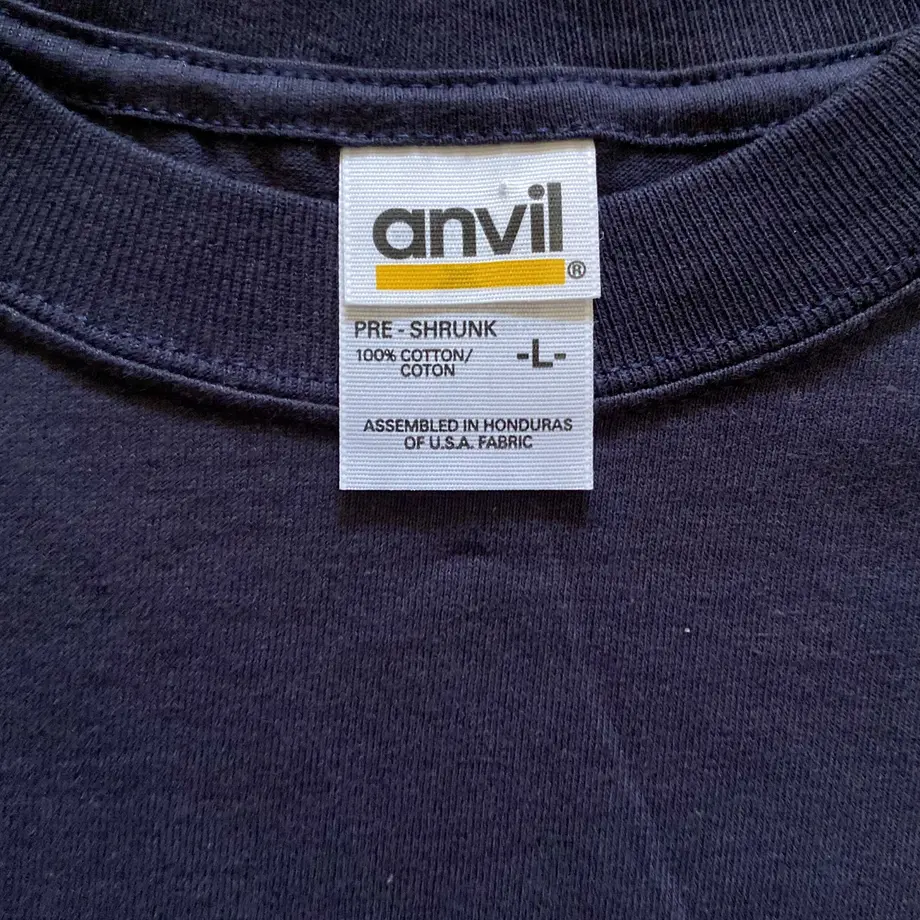 anvil®
PRE - SHRUNK
100% COTTON/
COTON
-L-
ASSEMBLED IN HONDURAS
OF U.S.A. FABRIC